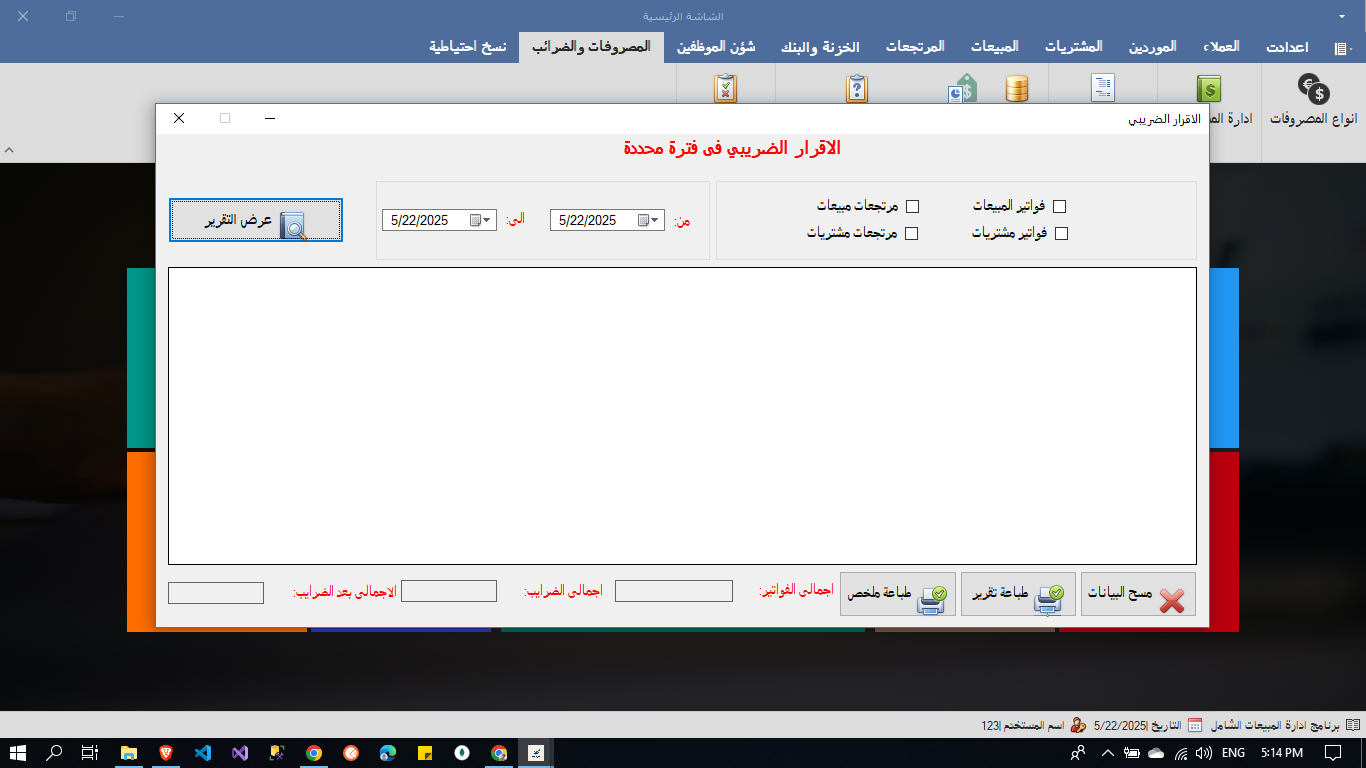 الشاشة الرئيسية
اعدادت
العملاء
الموردين
المشتريات
المبيعات
المرتجعات
الخزنة والبنك
شؤن الموظفين
المصروفات والضرائب
نسخ احتياطية
انواع المصروفات
ادارة
الاقرار الضريبي
الاقرار الضريبي فى فترة محددة
فواتير المبيعات
مرتجعات مبيعات
فواتير مشتريات
مرتجعات مشتريات
من:
5/22/2025
الى:
5/22/2025
عرض التقرير
مسح البيانات
طباعة تقرير
طباعة ملخص
اجمالى الفواتير:
اجمالى الضرايب:
الاجمالى بعد الضرايب:
برنامج ادارة المبيعات الشامل
التاريخ |5/22/2025
اسم المستخدم |123
ENG
5:14 PM